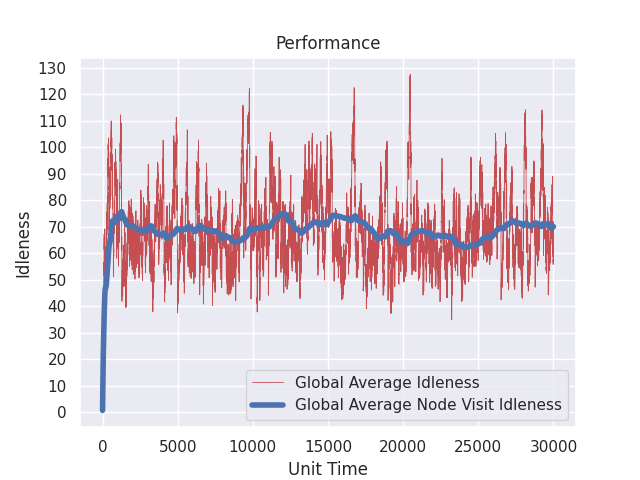 Performance
130
120
110
100
90
80
70
60
50
40
30
20
10
0
Idleness
Global Average Idleness
Global Average Node Visit Idleness
0 5000 10000 15000 20000 25000 30000
Unit Time